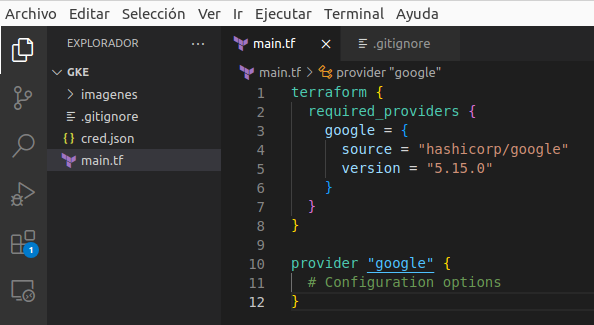 Archivo Editar Selección Ver Ir Ejecutar Terminal Ayuda
EXPLORADOR ...
GKE
imagenes
.gitignore
{} cred.json
main.tf
1
main.tf × .gitignore
main.tf > provider "google"
1 terraform {
2 required_providers {
3 google = {
4 source = "hashicorp/google"
5 version = "5.15.0"
6 }
7 }
8 }
9
10 provider "google" {
11 # Configuration options
12 }